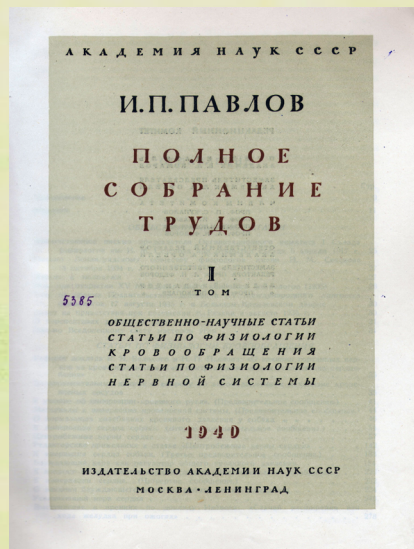 АКАДЕМИЯ НАУК СССР
И.П.ПАВЛОВ
ПОЛНОЕ
СОБРАНИЕ
ТРУДОВ
I
ТОМ
5385
ОБЩЕСТВЕННО-НАУЧНЫЕ СТАТЬИ
СТАТЬИ ПО ФИЗИОЛОГИИ
КРОВООБРАЩЕНИЯ
СТАТЬИ ПО ФИЗИОЛОГИИ
НЕРВНОЙ СИСТЕМЫ
1940
ИЗДАТЕЛЬСТВО АКАДЕМИИ НАУК СССР
МОСКВА • ЛЕНИНГРАД